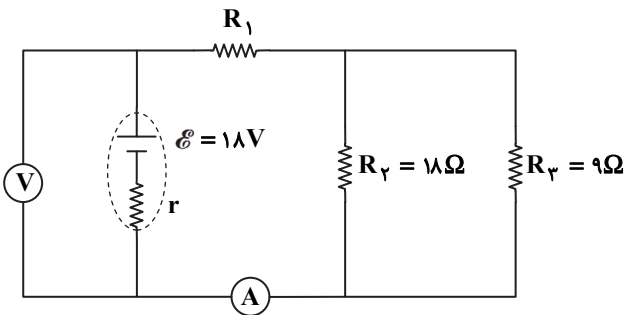 R۱
ℰ = ۱۸V
V
R۲ = ۱۸Ω
R۳ = ۹Ω
r
A